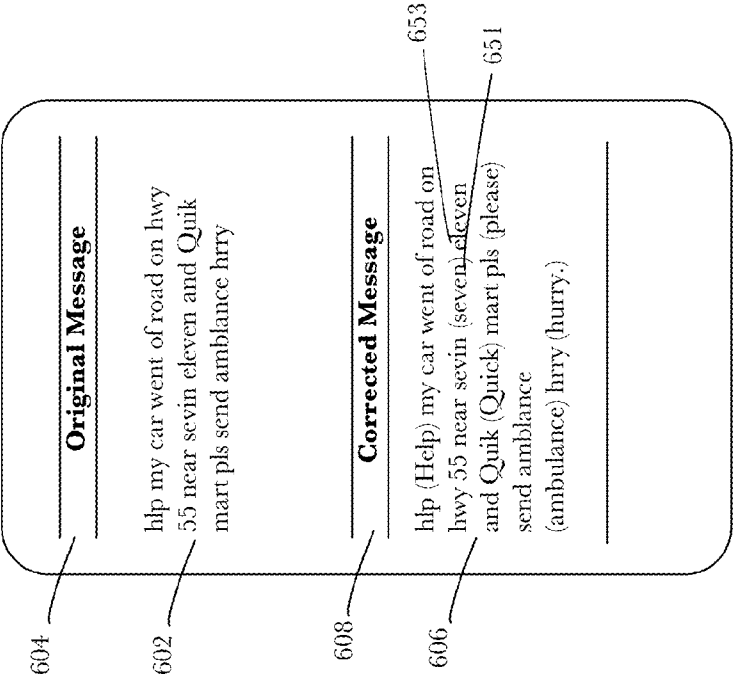 604
Original Message
602
hlp my car went of road on hwy
55 near sevin eleven and Quik
mart pls send amblance hrry
608
Corrected Message
606
hlp (Help) my car went of road on
hwy 55 near sevin (seven) eleven
and Quik (Quick) mart pls (please)
send amblance
(ambulance) hrry (hurry.)
653
651